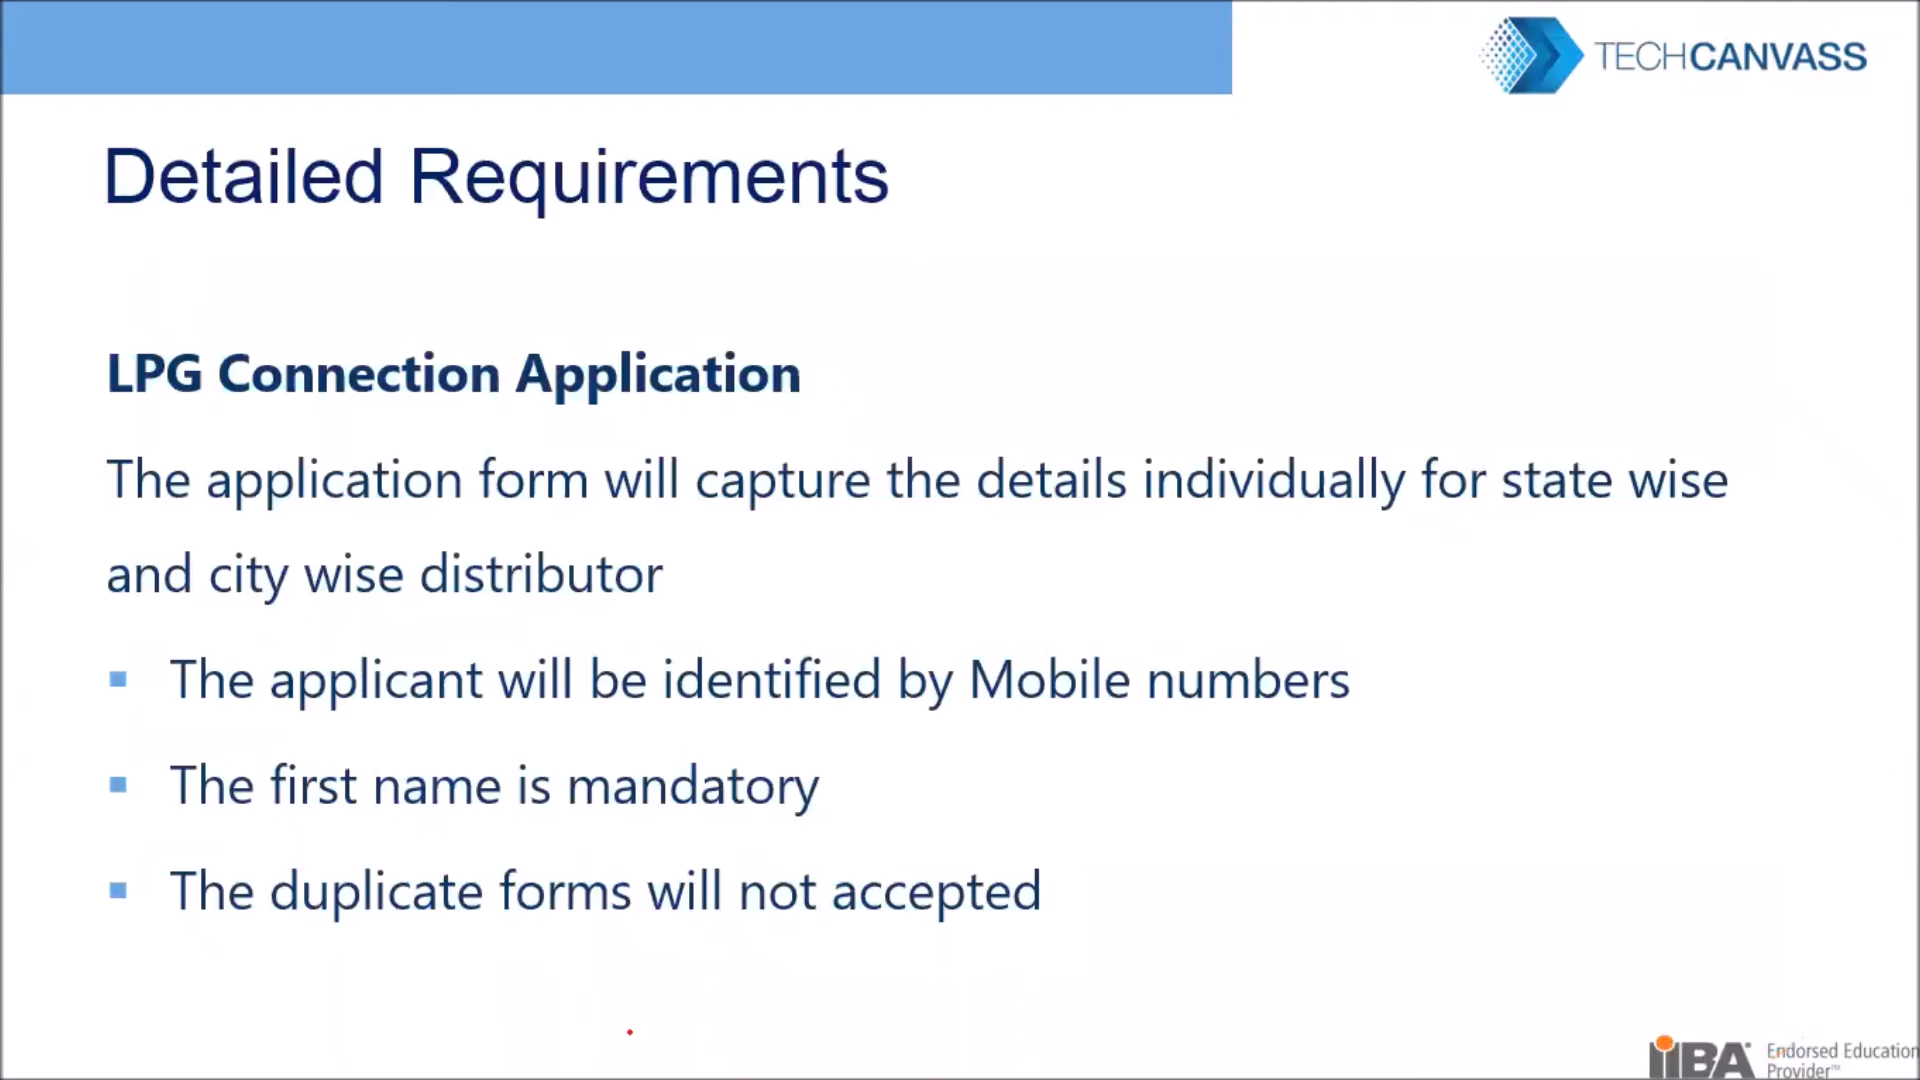 TECHCANVASS
Detailed Requirements
LPG Connection Application
The application form will capture the details individually for state wise
and city wise distributor
▪ The applicant will be identified by Mobile numbers
▪ The first name is mandatory
▪ The duplicate forms will not accepted
IIBA® Endorsed Education
Provider™